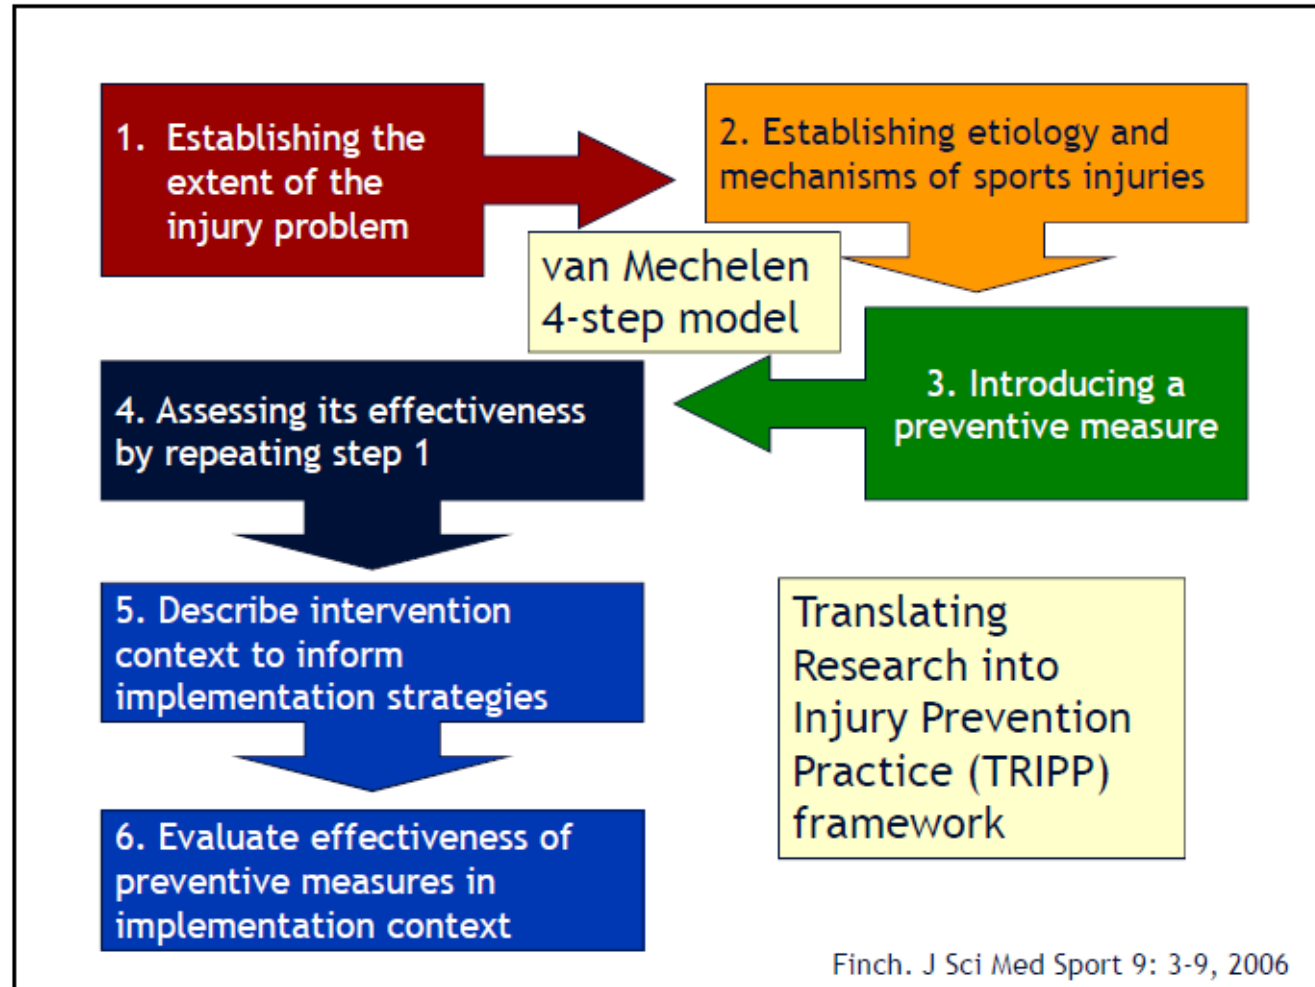 1. Establishing the
extent of the
injury problem
2. Establishing etiology and
mechanisms of sports injuries
van Mechelen
4-step model
3. Introducing a
preventive measure
4. Assessing its effectiveness
by repeating step 1
5. Describe intervention
context to inform
implementation strategies
Translating
Research into
Injury Prevention
Practice (TRIPP)
framework
6. Evaluate effectiveness of
preventive measures in
implementation context
Finch. J Sci Med Sport 9: 3-9, 2006